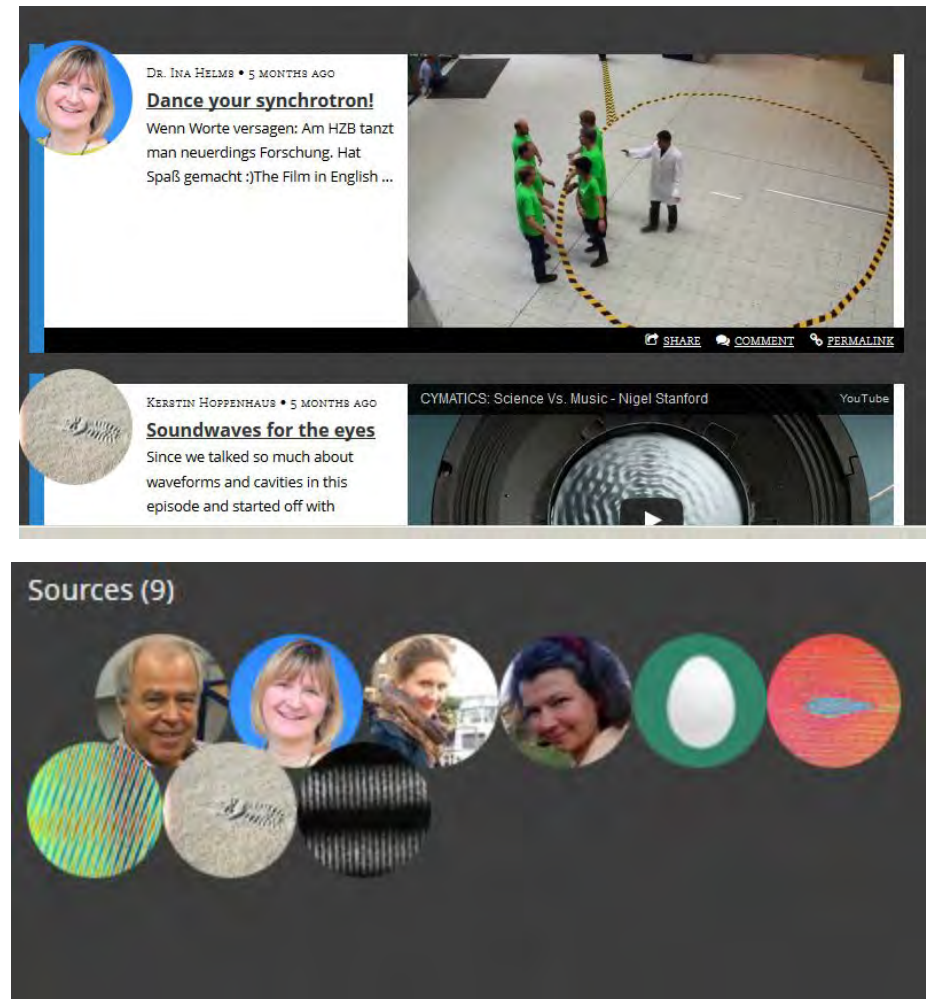 Dr. Ina Helms • 5 months ago
Dance your synchrotron!
Wenn Worte versagen: Am HZB tanzt
man neuerdings Forschung. Hat
Spaß gemacht :)The Film in English ...
SHARE COMMENT PERMALINK
Kerstin Hoppenhaus • 5 months ago
Soundwaves for the eyes
Since we talked so much about
waveforms and cavities in this
episode and started off with
CYMATICS: Science Vs. Music - Nigel Stanford
YouTube
Sources (9)